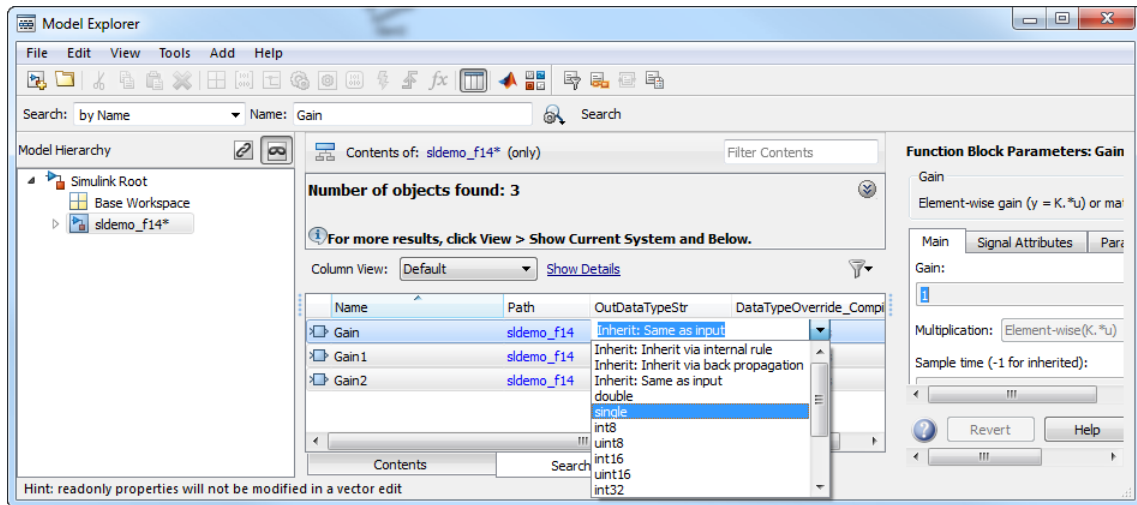 Model Explorer
File Edit View Tools Add Help
fx
Search: by Name Name: Gain Search
Model Hierarchy
Simulink Root
Base Workspace
sldemo_f14*
Contents of: sldemo_f14* (only) Filter Contents
Number of objects found: 3
For more results, click View > Show Current System and Below.
Column View: Default Show Details
Name Path OutDataTypeStr DataTypeOverride_Compi
Gain sldemo_f14 Inherit: Same as input
Gain1 sldemo_f14
Gain2 sldemo_f14
Inherit: Inherit via internal rule
Inherit: Inherit via back propagation
Inherit: Same as input
double
single
int8
uint8
int16
uint16
int32
Contents Search
Function Block Parameters: Gain
Gain
Element-wise gain (y = K.*u) or mat
Main Signal Attributes Para
Gain:
1
Multiplication: Element-wise(K.*u)
Sample time (-1 for inherited):
Revert Help
Hint: readonly properties will not be modified in a vector edit